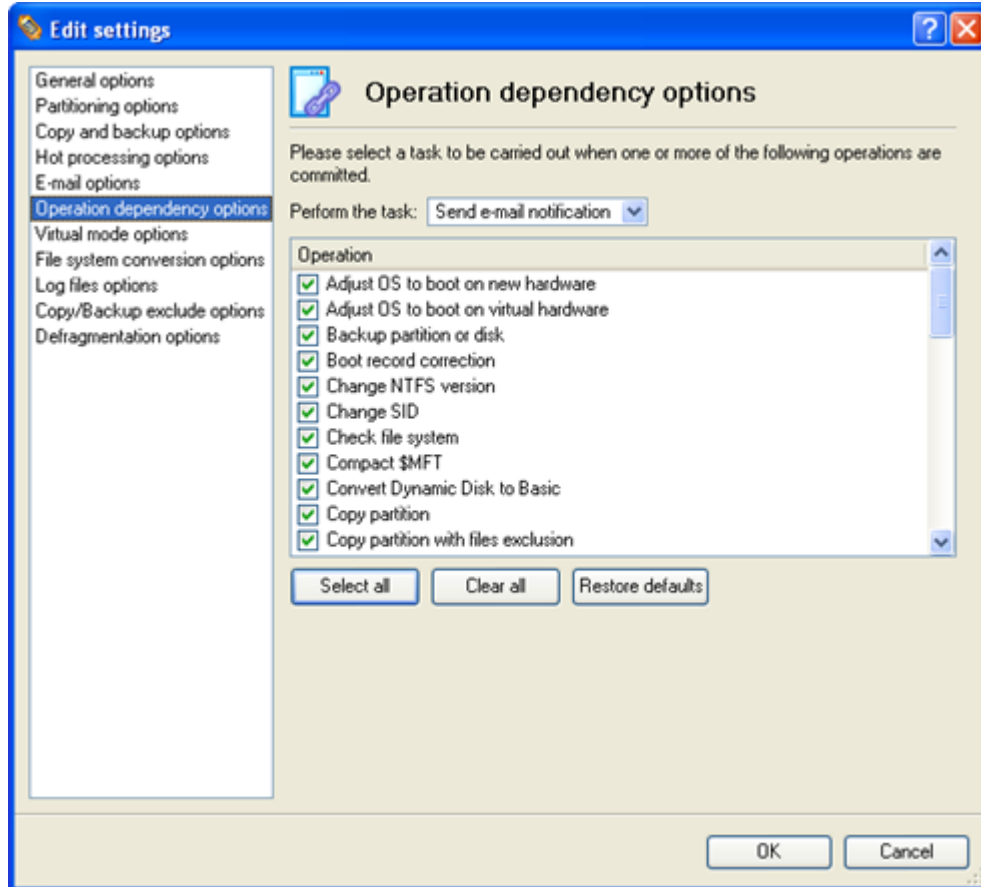 Edit settings
General options
Partitioning options
Copy and backup options
Hot processing options
E-mail options
Operation dependency options
Virtual mode options
File system conversion options
Log files options
Copy/Backup exclude options
Defragmentation options
Operation dependency options
Please select a task to be carried out when one or more of the following operations are
committed.
Perform the task: Send e-mail notification
Operation
Adjust OS to boot on new hardware
Adjust OS to boot on virtual hardware
Backup partition or disk
Boot record correction
Change NTFS version
Change SID
Check file system
Compact $MFT
Convert Dynamic Disk to Basic
Copy partition
Copy partition with files exclusion
Select all Clear all Restore defaults
OK Cancel